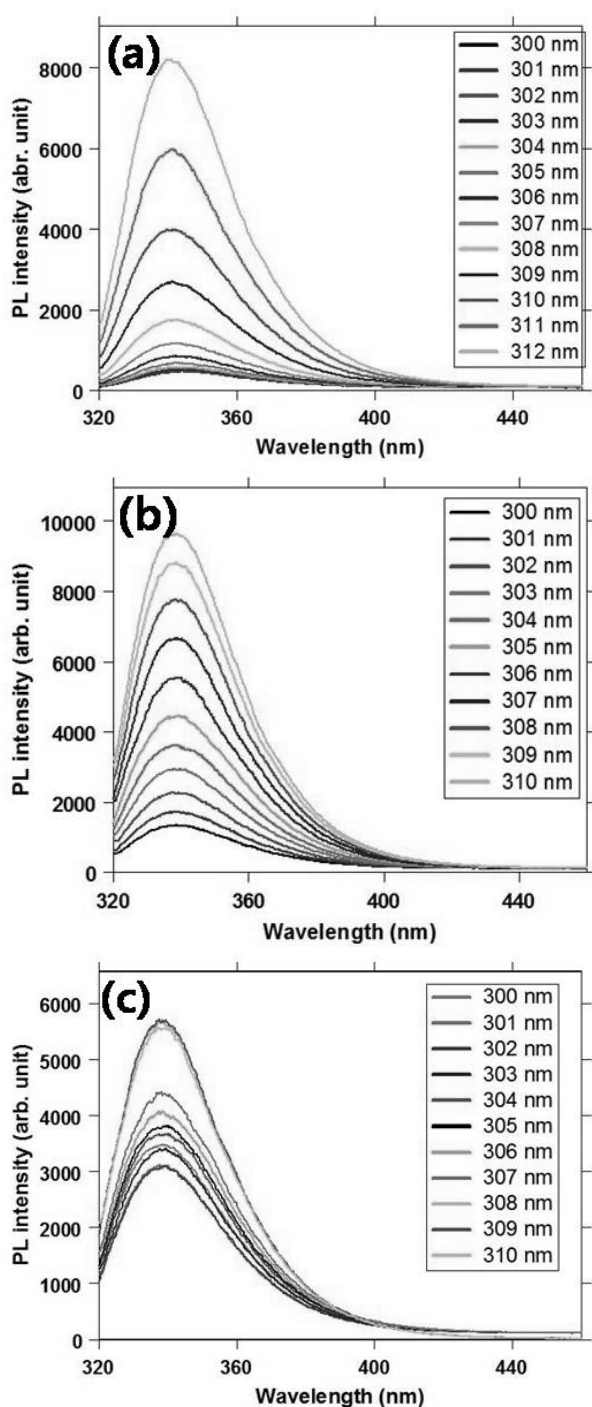 (a)
PL intensity (abr. unit)
8000
6000
4000
2000
0
300 nm
301 nm
302 nm
303 nm
304 nm
305 nm
306 nm
307 nm
308 nm
309 nm
310 nm
311 nm
312 nm
320 360 400 440
Wavelength (nm)
(b)
PL intensity (arb. unit)
10000
8000
6000
4000
2000
0
300 nm
301 nm
302 nm
303 nm
304 nm
305 nm
306 nm
307 nm
308 nm
309 nm
310 nm
320 360 400 440
Wavelength (nm)
(c)
PL intensity (arb. unit)
6000
5000
4000
3000
2000
1000
0
300 nm
301 nm
302 nm
303 nm
304 nm
305 nm
306 nm
307 nm
308 nm
309 nm
310 nm
320 360 400 440
Wavelength (nm)